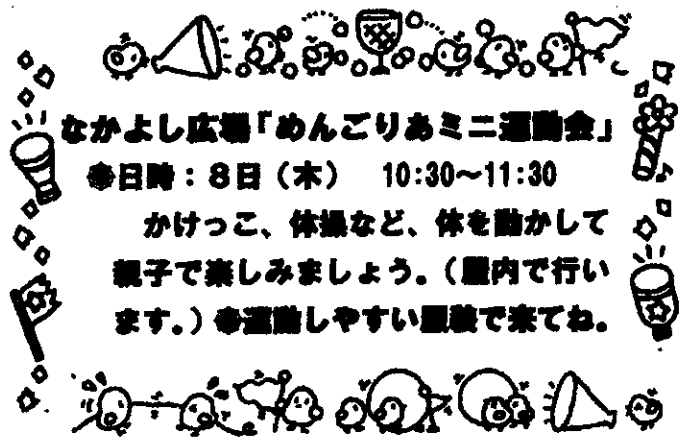 なかよし広場「めんごりあミニ運動会」
●日時：８日（木）　10:30～11:30
かけっこ、体操など、体を動かして
親子で楽しみましょう。（屋内で行い
ます。）●運動しやすい服装で来てね。